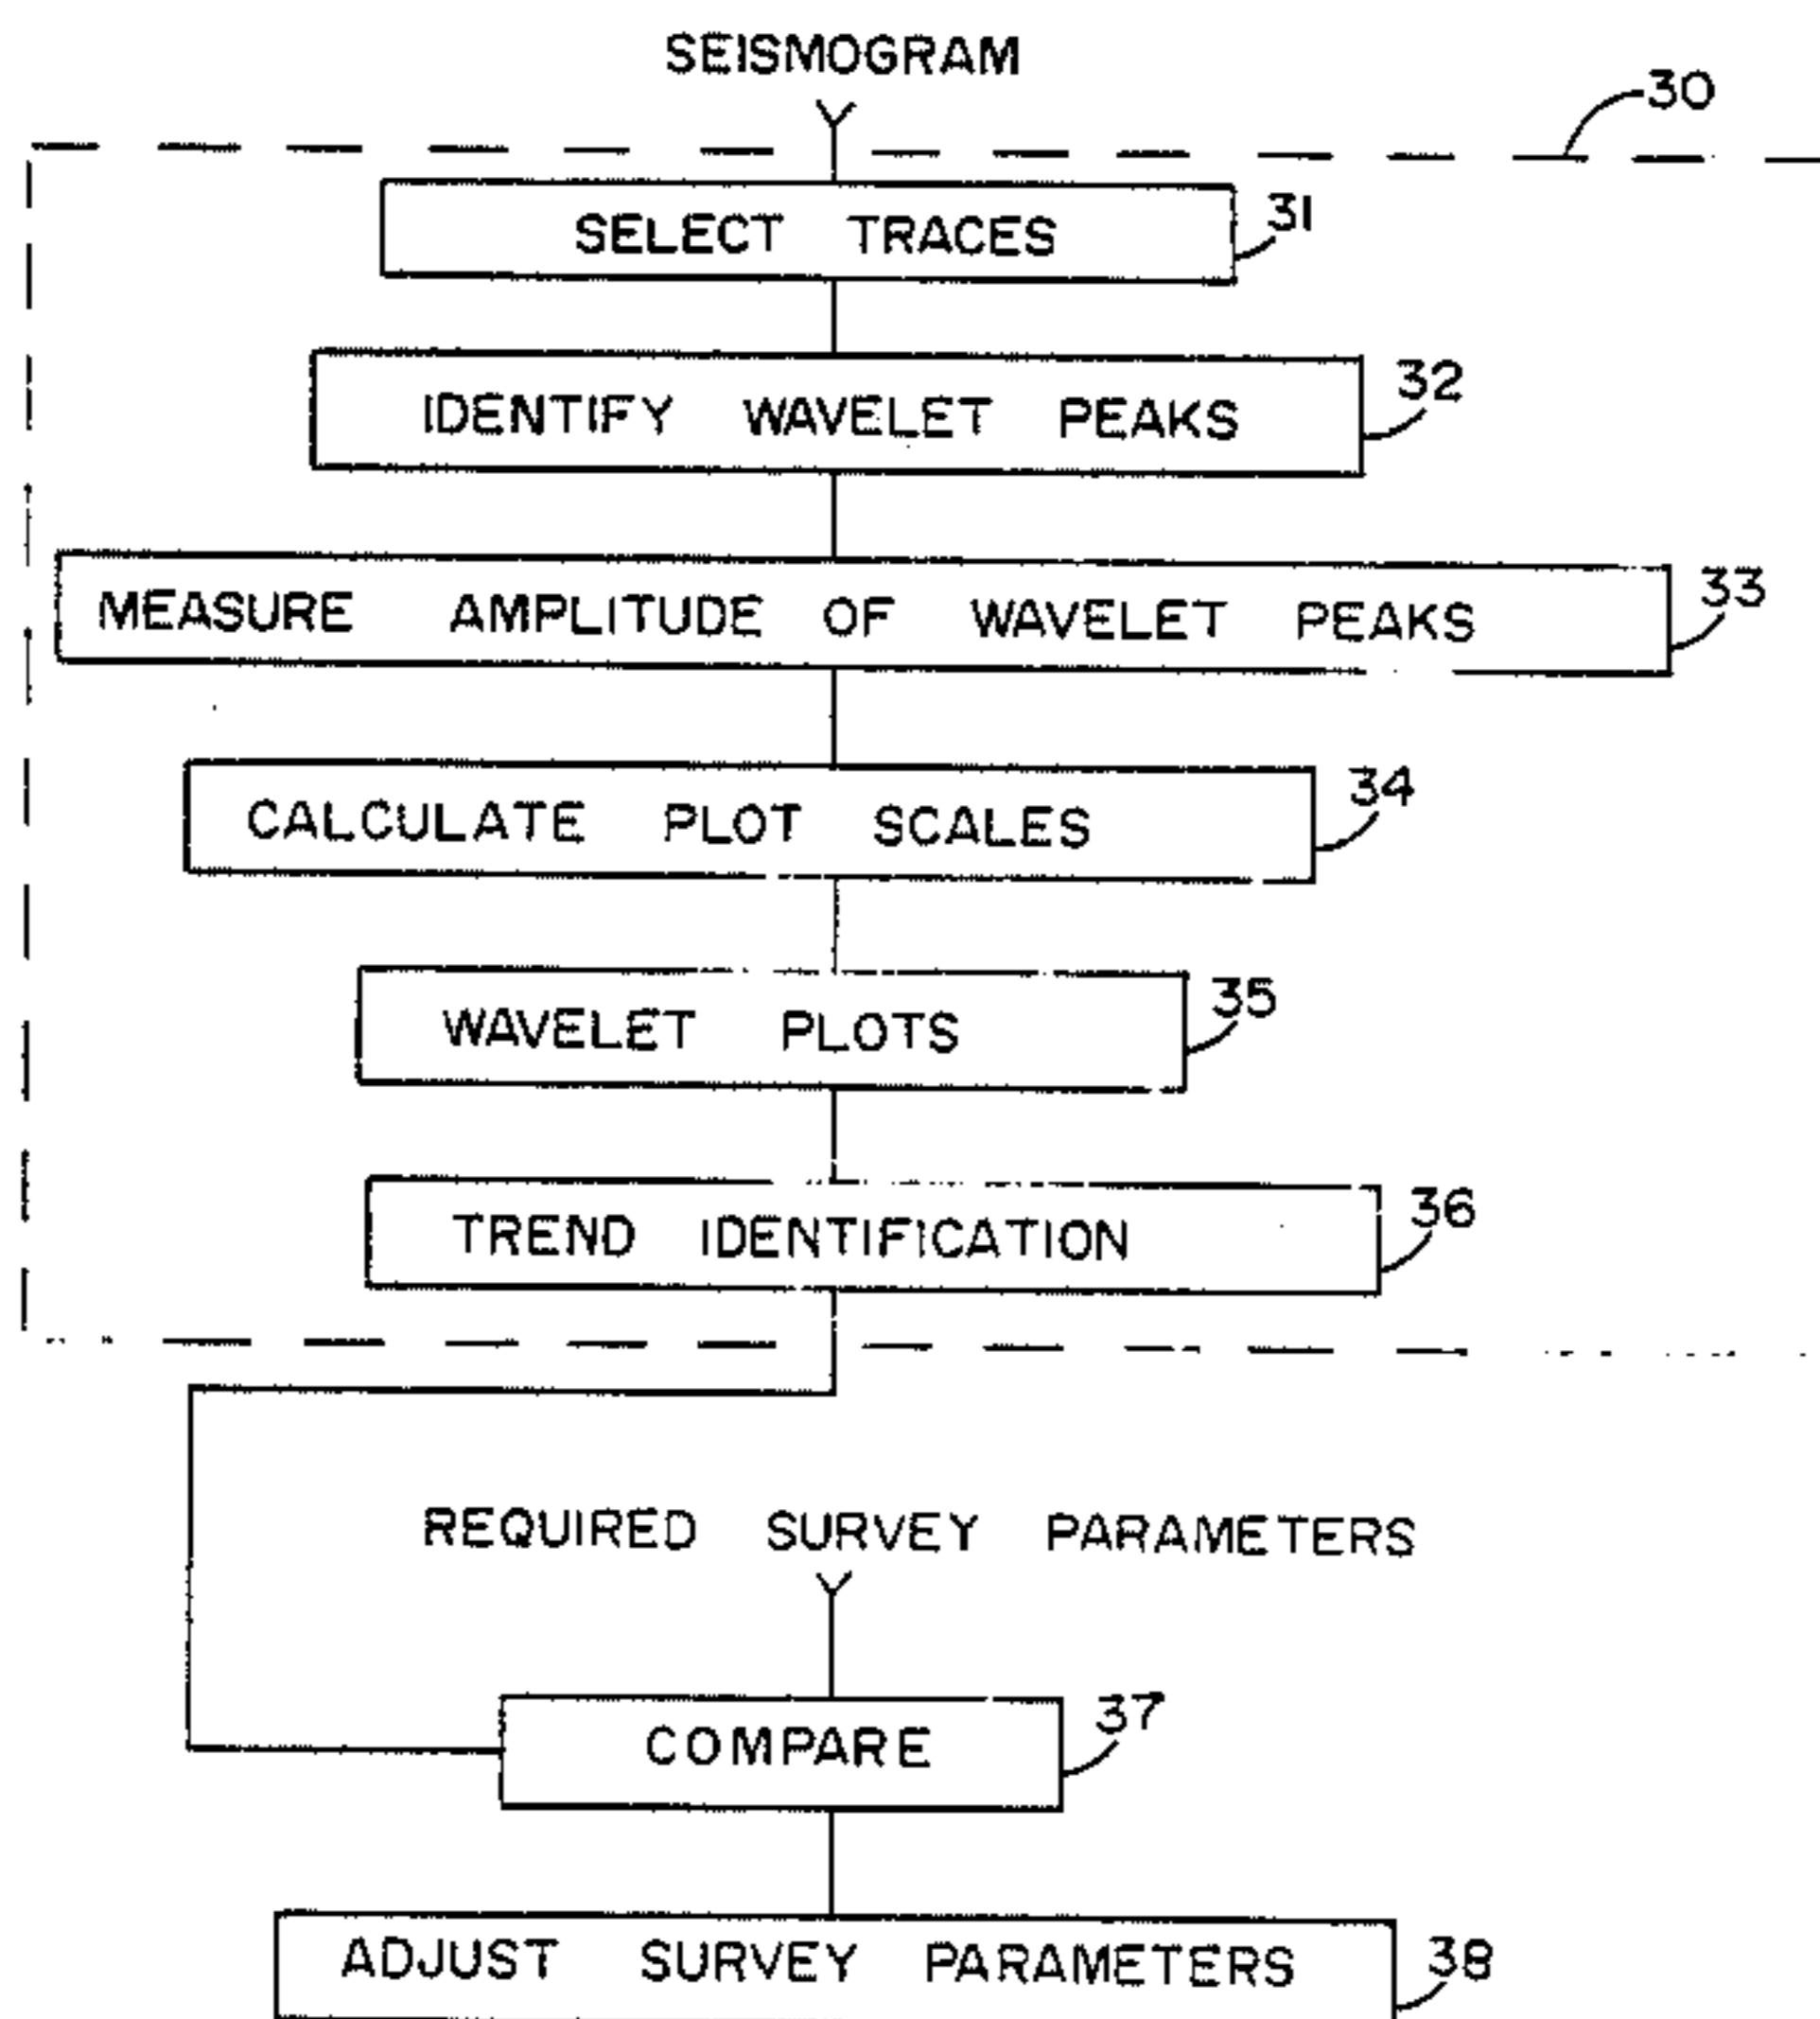 SEISMOGRAM
30
SELECT TRACES
31
IDENTIFY WAVELET PEAKS
32
MEASURE AMPLITUDE OF WAVELET PEAKS
33
CALCULATE PLOT SCALES
34
WAVELET PLOTS
35
TREND IDENTIFICATION
36
REQUIRED SURVEY PARAMETERS
COMPARE
37
ADJUST SURVEY PARAMETERS
38